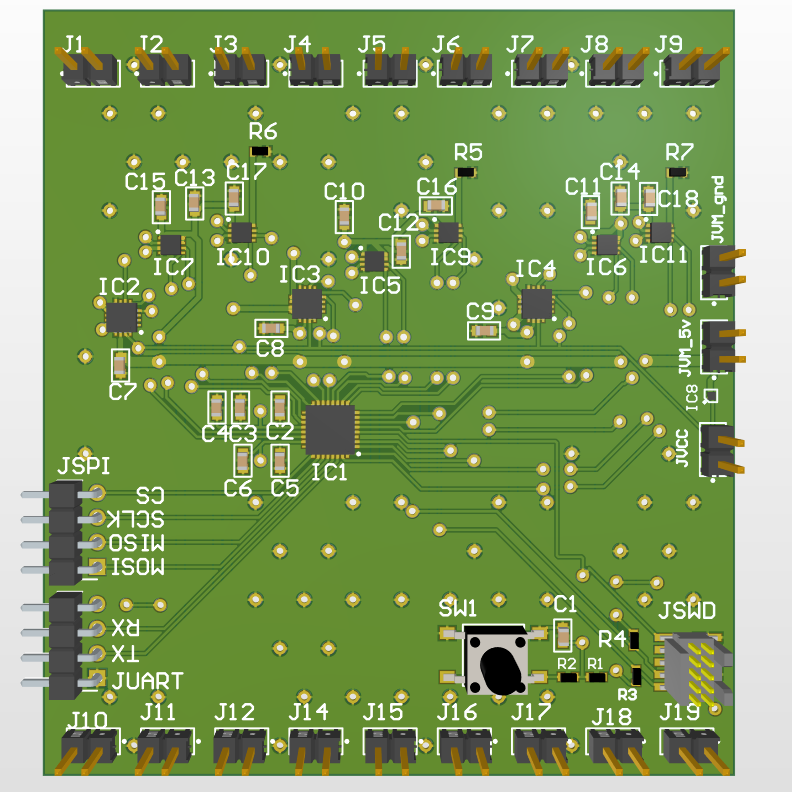 J1 J2 J3 J4 J5 J6 J7 J8 J9
R6
R5 R7
C15 C13 C17 C10 C16 C11 C14 C18 JVM_gnd
C12
IC7 IC10 IC5 IC9 IC6 IC11
IC2 IC3 IC4
C9
C8 JVM_5v
C7
IC8
C4 C3 C2
JVCC
IC1
JSPI
C6 C5
CS
SCLK
MISO
MOSI
SW1 C1 JSWD
RX
R4
TX
R2 R1
JUART
R3
J10 J11 J12 J14 J15 J16 J17 J18 J19